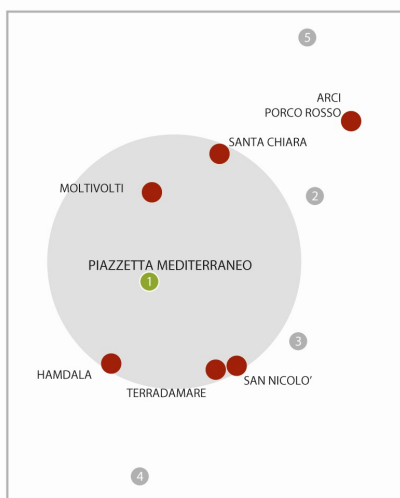 5
ARCI
PORCO ROSSO
SANTA CHIARA
MOLTIVOLTI
2
PIAZZETTA MEDITERRANEO
1
3
HAMDALA
SAN NICOLO'
TERRADAMARE
4